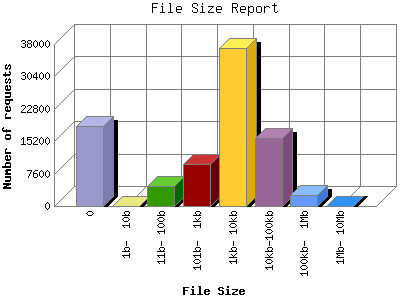 File Size Report
Number of requests
38000
30400
22800
15200
7600
0
0
1b- 10b
11b- 100b
101b- 1kb
1kb- 10kb
10kb-100kb
100kb- 1Mb
1Mb- 10Mb
File Size